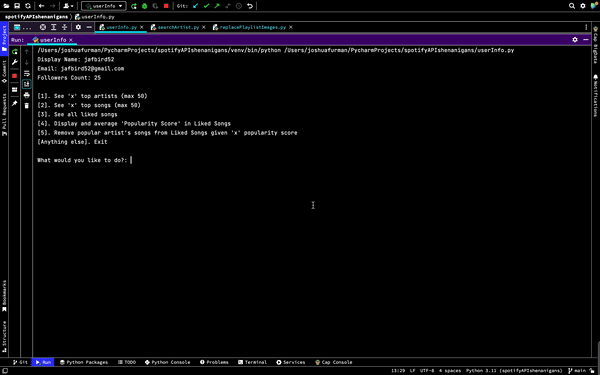 spotifyAPIshenanigans › userInfo.py
userInfo
Git:
userInfo.py × searchArtist.py × replacePlaylistImages.py ×
Run: userInfo ×
/Users/joshuafurman/PycharmProjects/spotifyAPIshenanigans/venv/bin/python /Users/joshuafurman/PycharmProjects/spotifyAPIshenanigans/userInfo.py
Display Name: jafbird52
Email: jafbird52@gmail.com
Followers Count: 25
[1]. See 'x' top artists (max 50)
[2]. See 'x' top songs (max 50)
[3]. See all liked songs
[4]. Display and average 'Popularity Score' in Liked Songs
[5]. Remove popular artist's songs from Liked Songs given 'x' popularity score
[Anything else]. Exit
What would you like to do?:
Project
Commit
Pull Requests
Bookmarks
Structure
Cap BigData
Notifications
Git Run Python Packages TODO Python Console Problems Terminal Services Cap Console
13:29 LF UTF-8 4 spaces Python 3.11 (spotifyAPIshenanigans) main